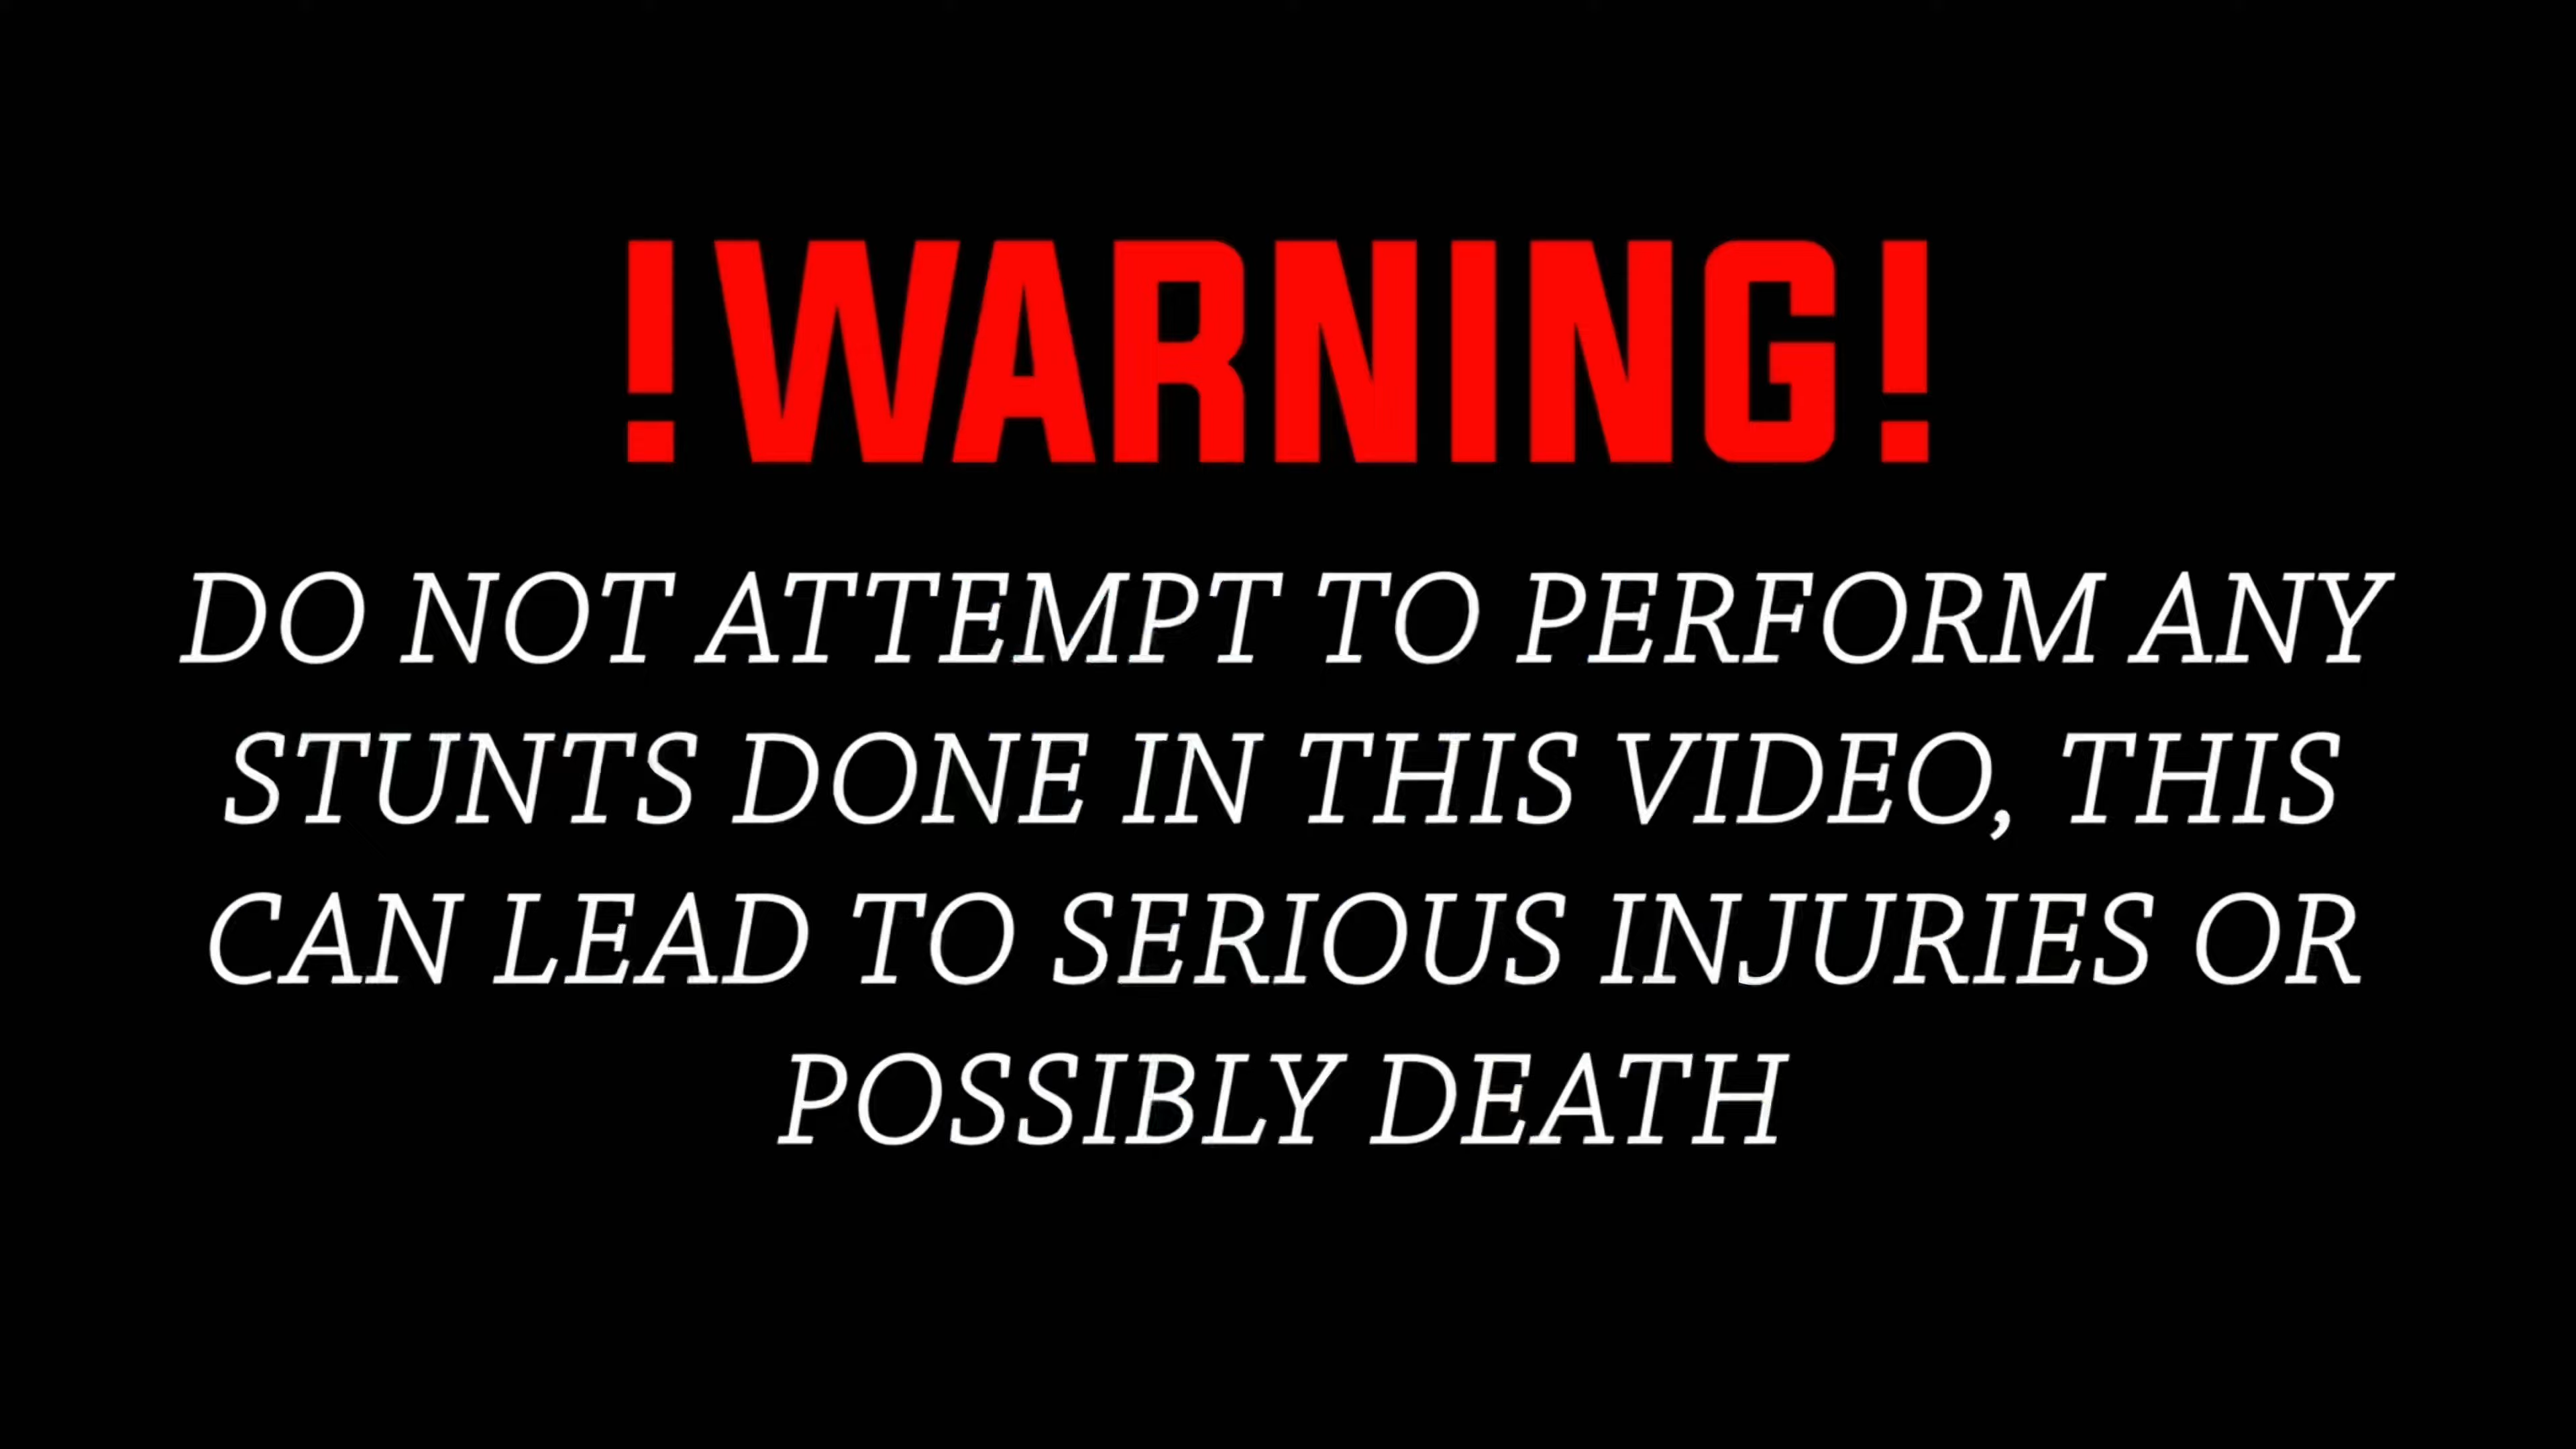 !WARNING!
DO NOT ATTEMPT TO PERFORM ANY
STUNTS DONE IN THIS VIDEO, THIS
CAN LEAD TO SERIOUS INJURIES OR
POSSIBLY DEATH